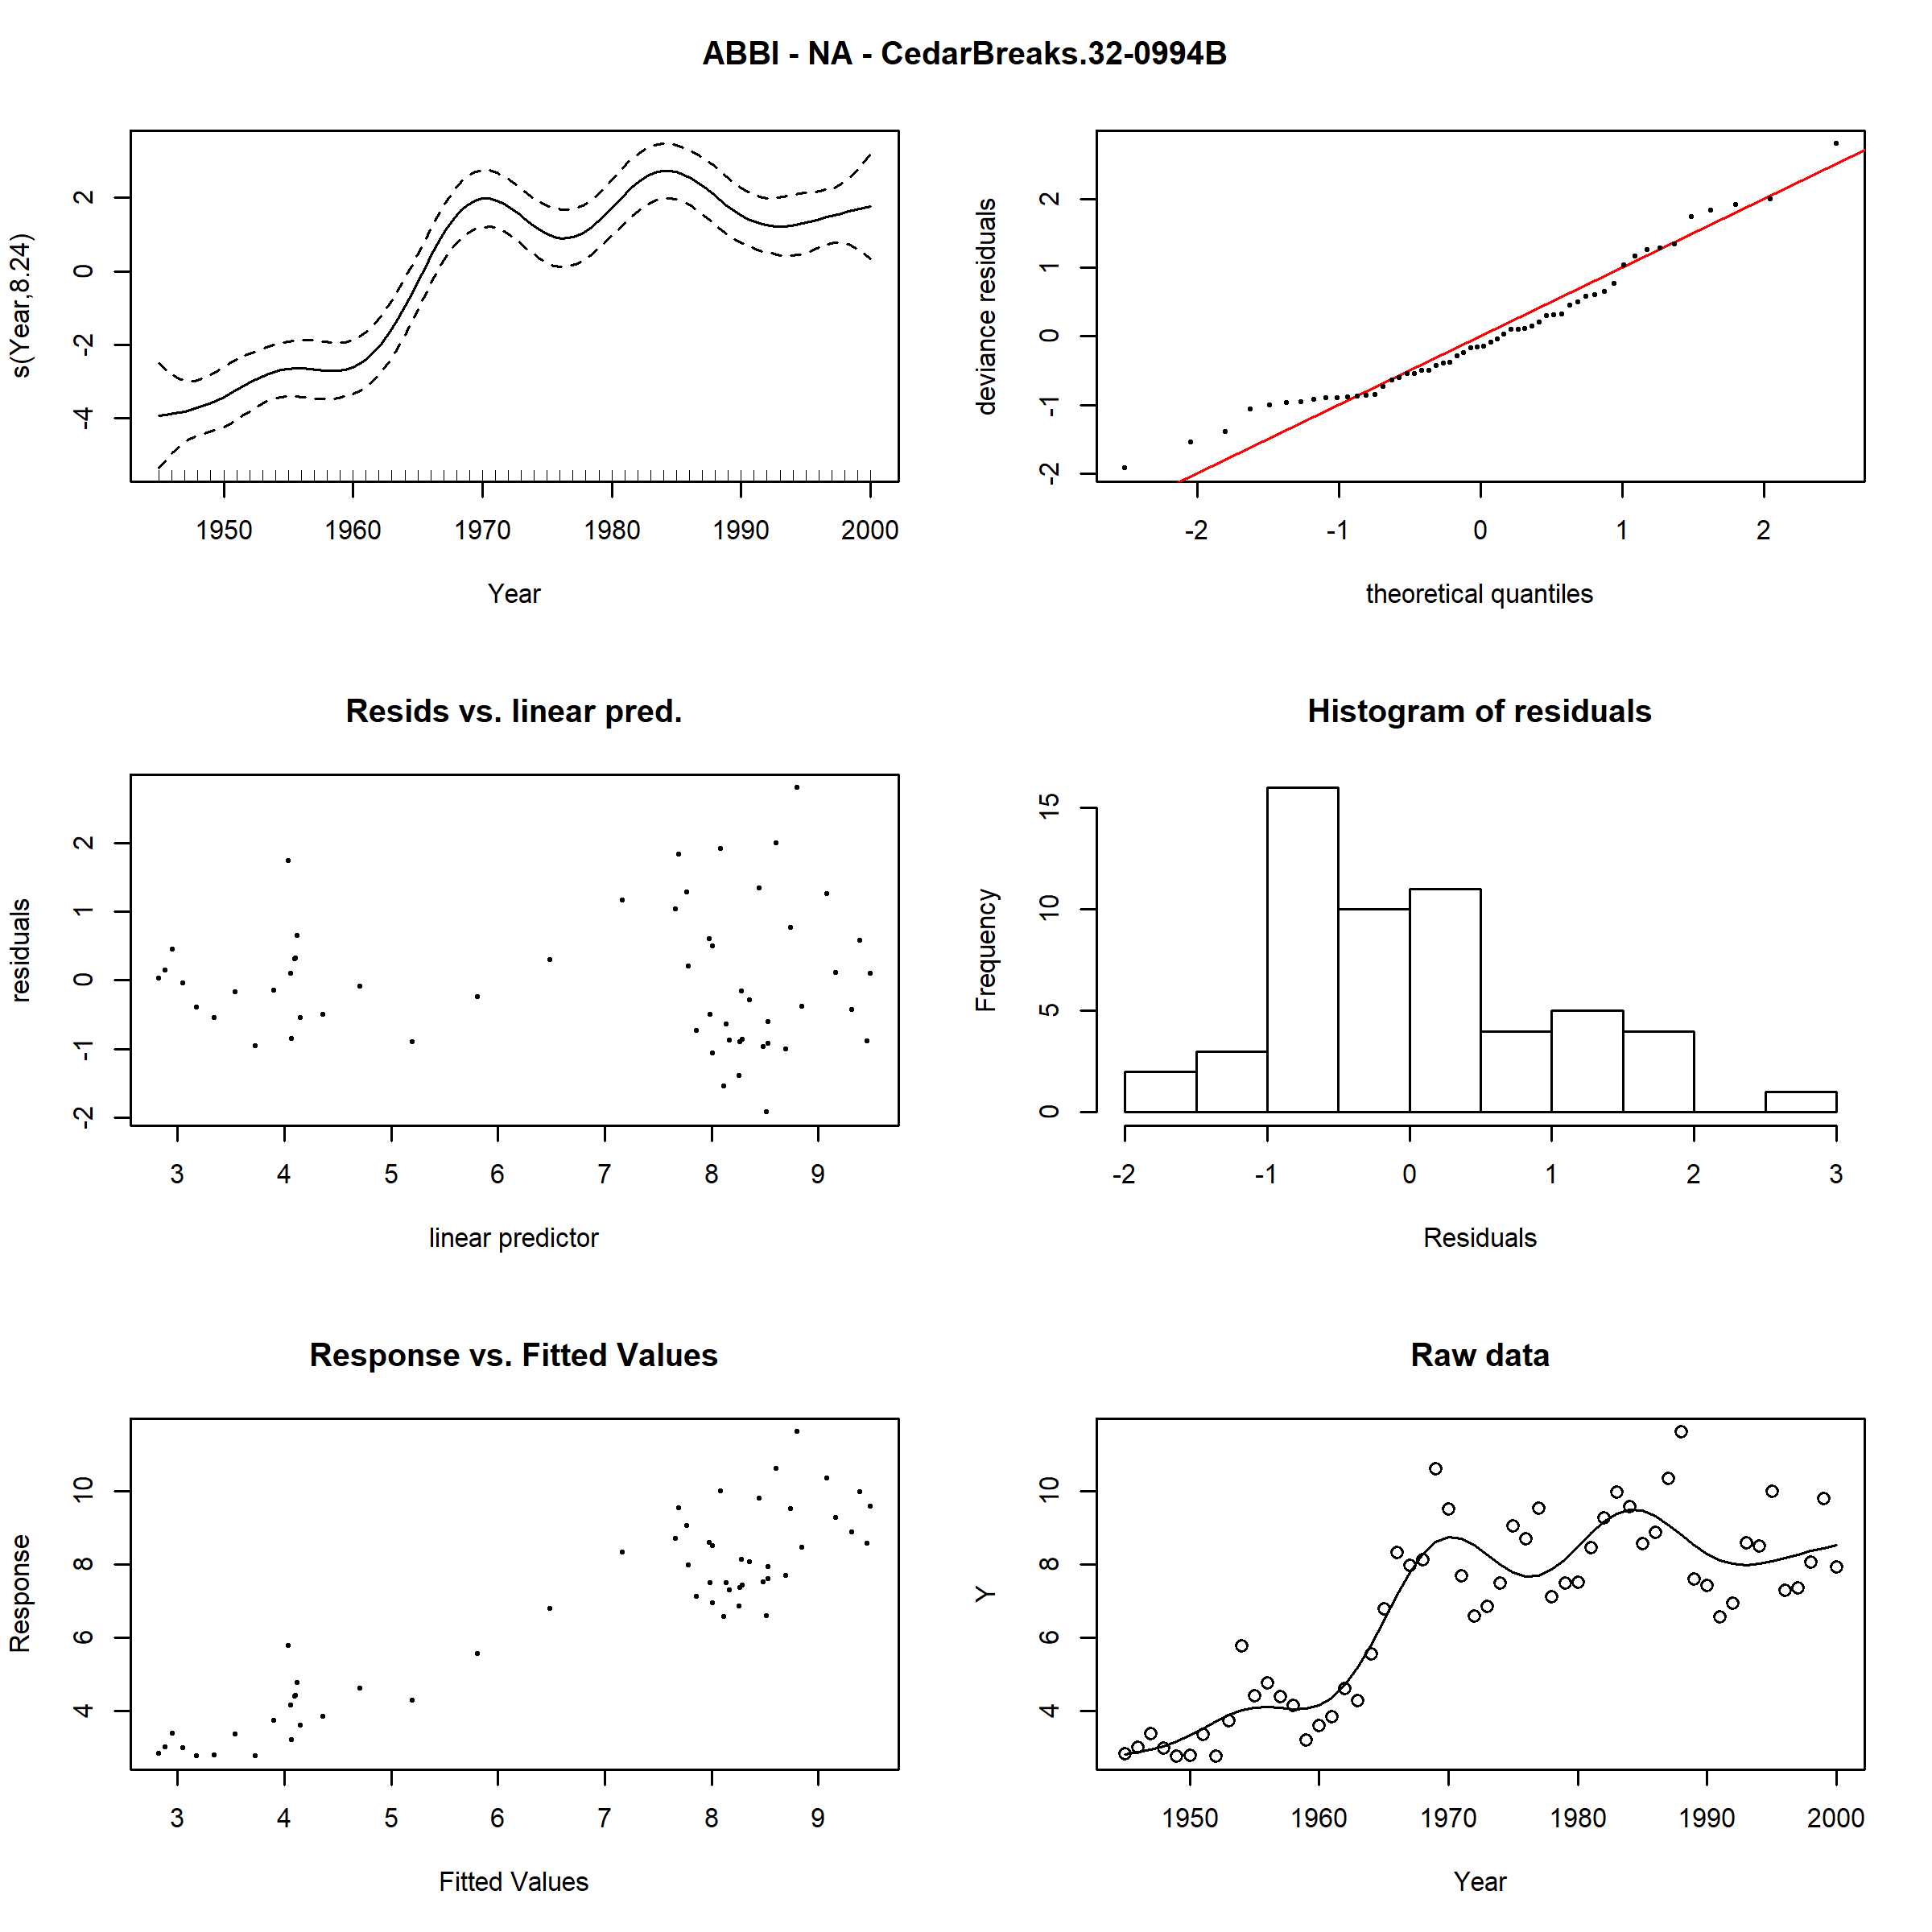 ABBI - NA - CedarBreaks.32-0994B
s(Year,8.24)
2
0
-2
-4
1950 1960 1970 1980 1990 2000
Year
deviance residuals
2
1
0
-1
-2
-2 -1 0 1 2
theoretical quantiles
Resids vs. linear pred.
residuals
2
1
0
-1
-2
3 4 5 6 7 8 9
linear predictor
Histogram of residuals
Frequency
15
10
5
0
-2 -1 0 1 2 3
Residuals
Response vs. Fitted Values
Response
10
8
6
4
3 4 5 6 7 8 9
Fitted Values
Raw data
Y
10
8
6
4
1950 1960 1970 1980 1990 2000
Year